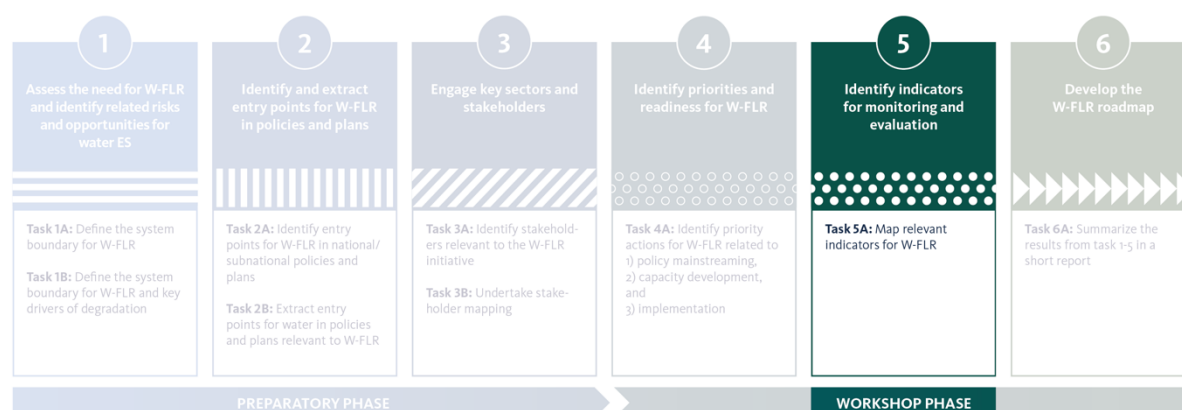 1
Assess the need for W-FLR
and identify related risks
and opportunities for
water ES
Task 1A: Define the system
boundary for W-FLR
Task 1B: Define the system
boundary for W-FLR and key
drivers of degradation
2
Identify and extract
entry points for W-FLR
in policies and plans
Task 2A: Identify entry
points for W-FLR in national/
subnational policies and
plans
Task 2B: Extract entry
points for water in policies
and plans relevant to W-FLR
3
Engage key sectors and
stakeholders
Task 3A: Identify stakehold-
ers relevant to the W-FLR
initiative
Task 3B: Undertake stake-
holder mapping
4
Identify priorities and
readiness for W-FLR
Task 4A: Identify priority
actions for W-FLR related to
1) policy mainstreaming,
2) capacity development,
and
3) implementation
5
Identify indicators
for monitoring and
evaluation
Task 5A: Map relevant
indicators for W-FLR
6
Develop the
W-FLR roadmap
Task 6A: Summarize the
results from task 1-5 in a
short report
PREPARATORY PHASE
WORKSHOP PHASE